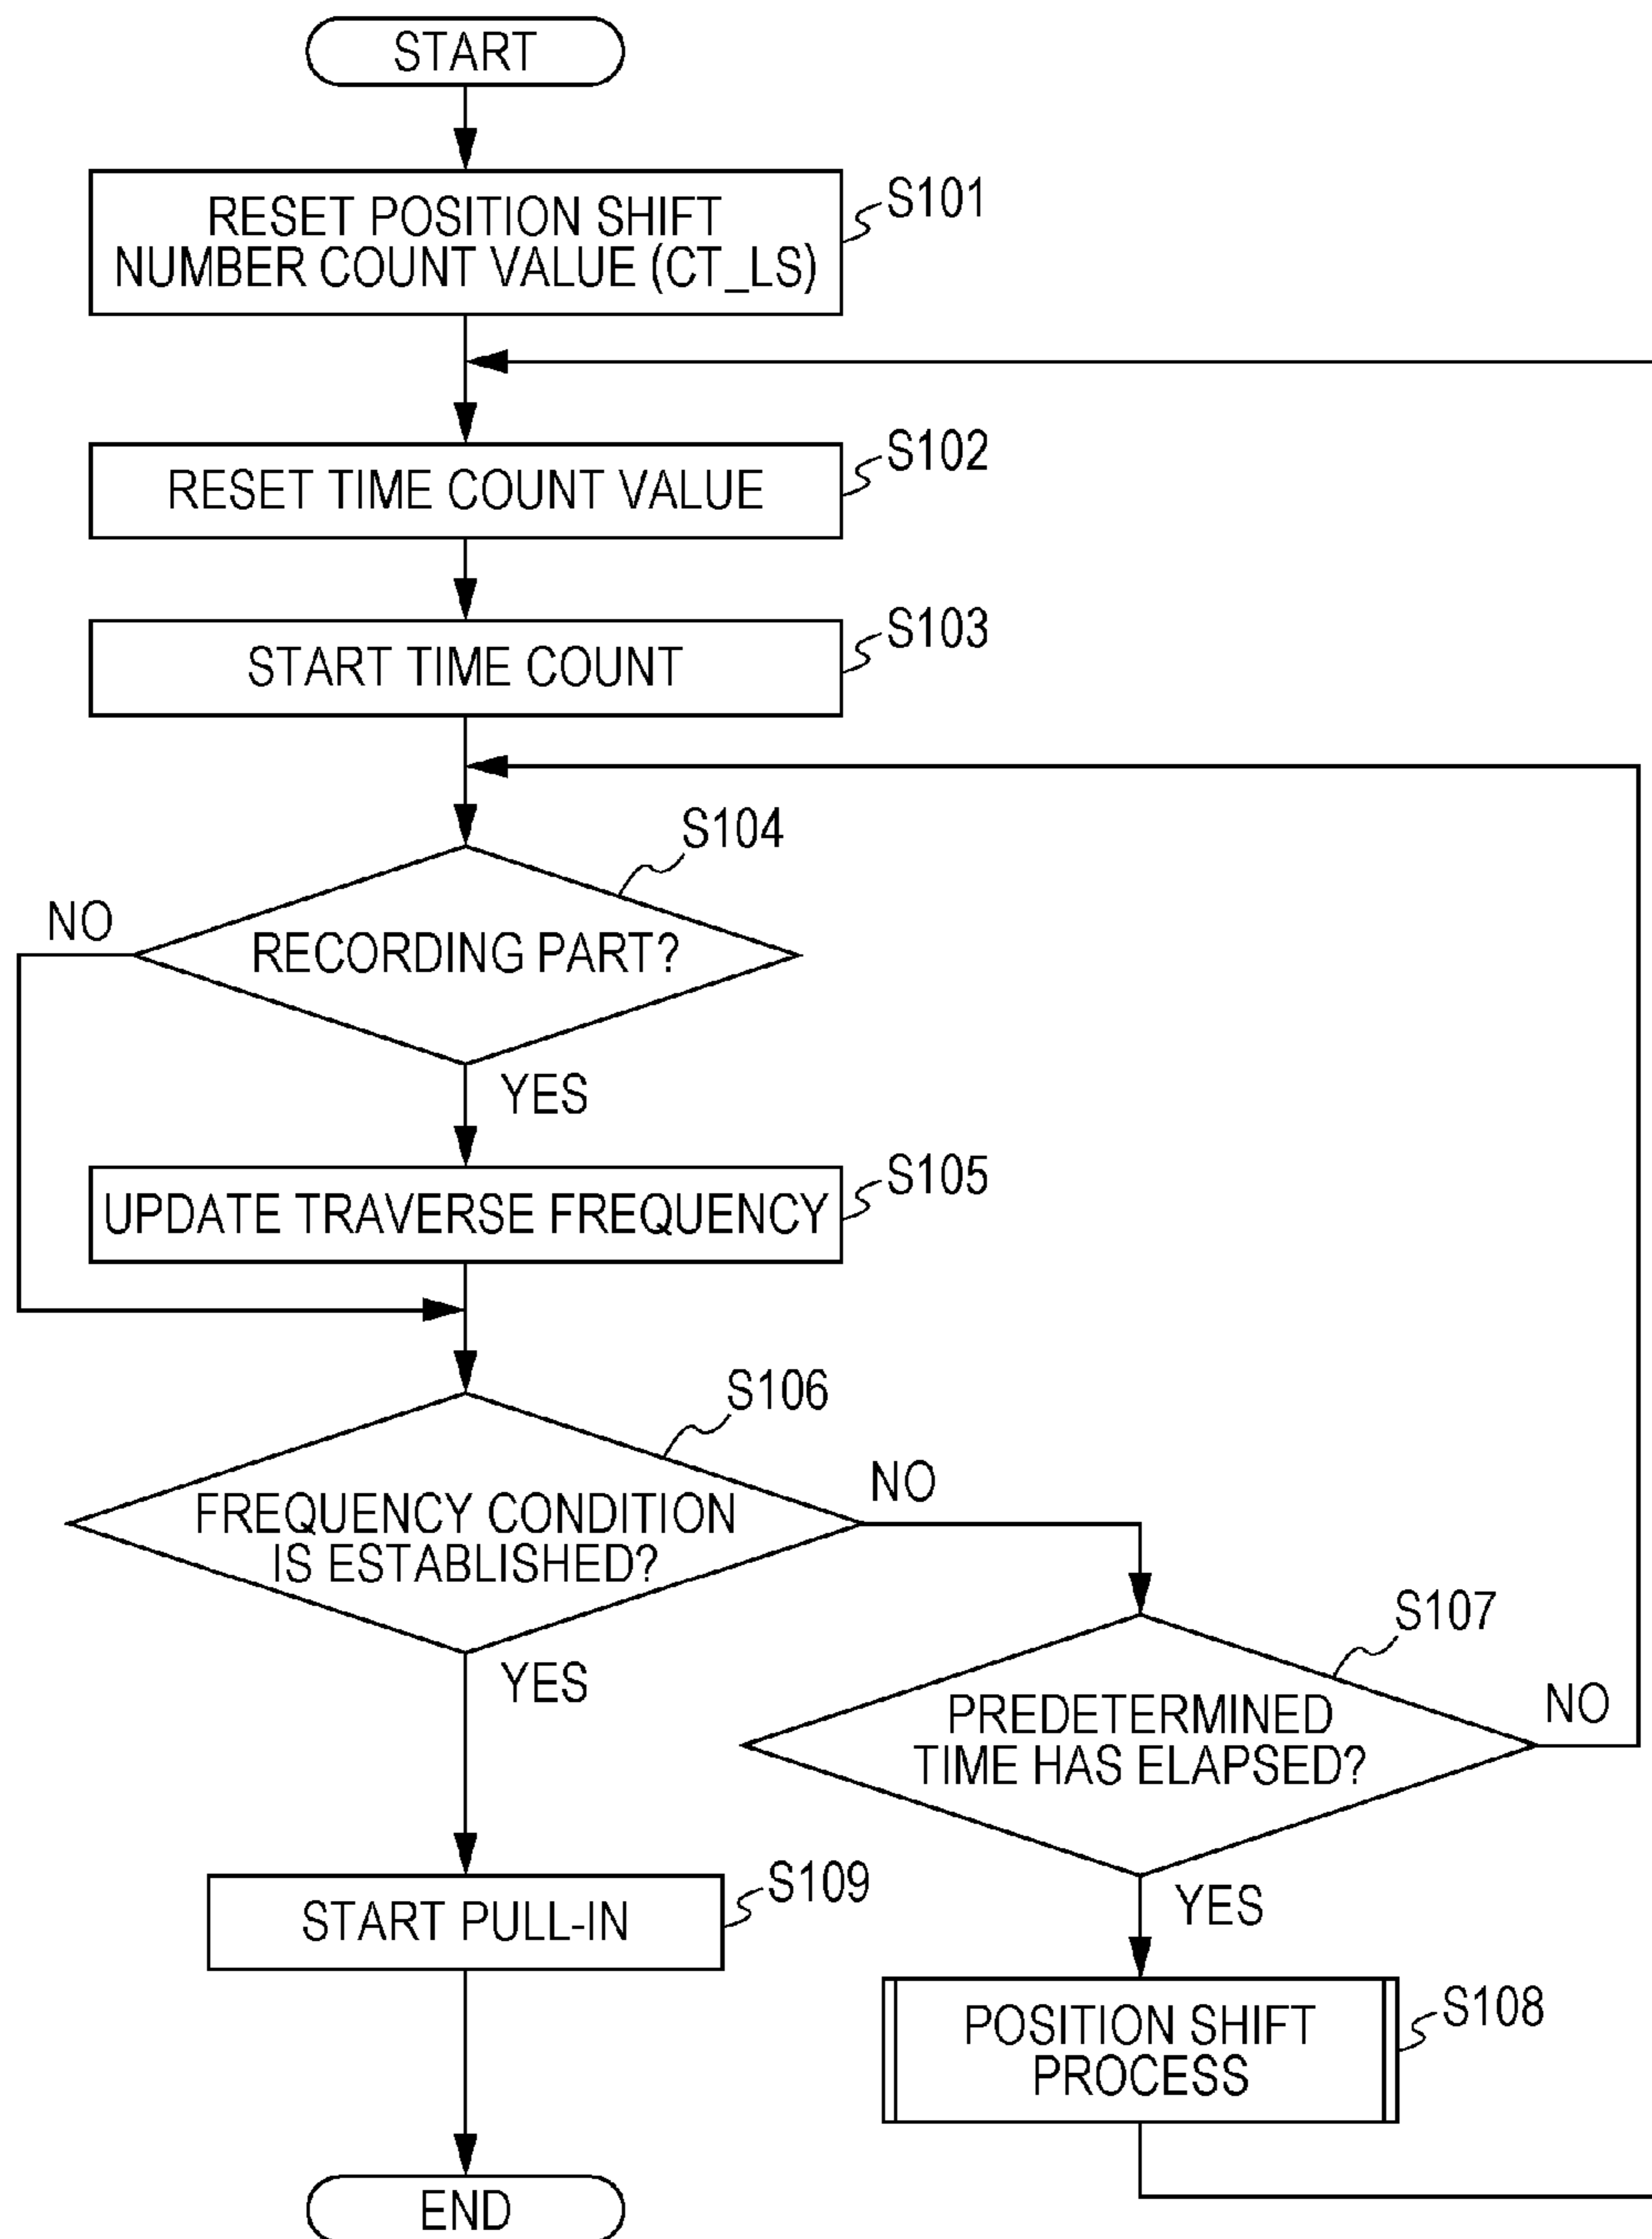 START
RESET POSITION SHIFT
NUMBER COUNT VALUE (CT_LS)
S101
RESET TIME COUNT VALUE
S102
START TIME COUNT
S103
S104
NO
RECORDING PART?
YES
UPDATE TRAVERSE FREQUENCY
S105
S106
FREQUENCY CONDITION
IS ESTABLISHED?
NO
YES
S107
PREDETERMINED
TIME HAS ELAPSED?
NO
YES
START PULL-IN
S109
POSITION SHIFT
PROCESS
S108
END